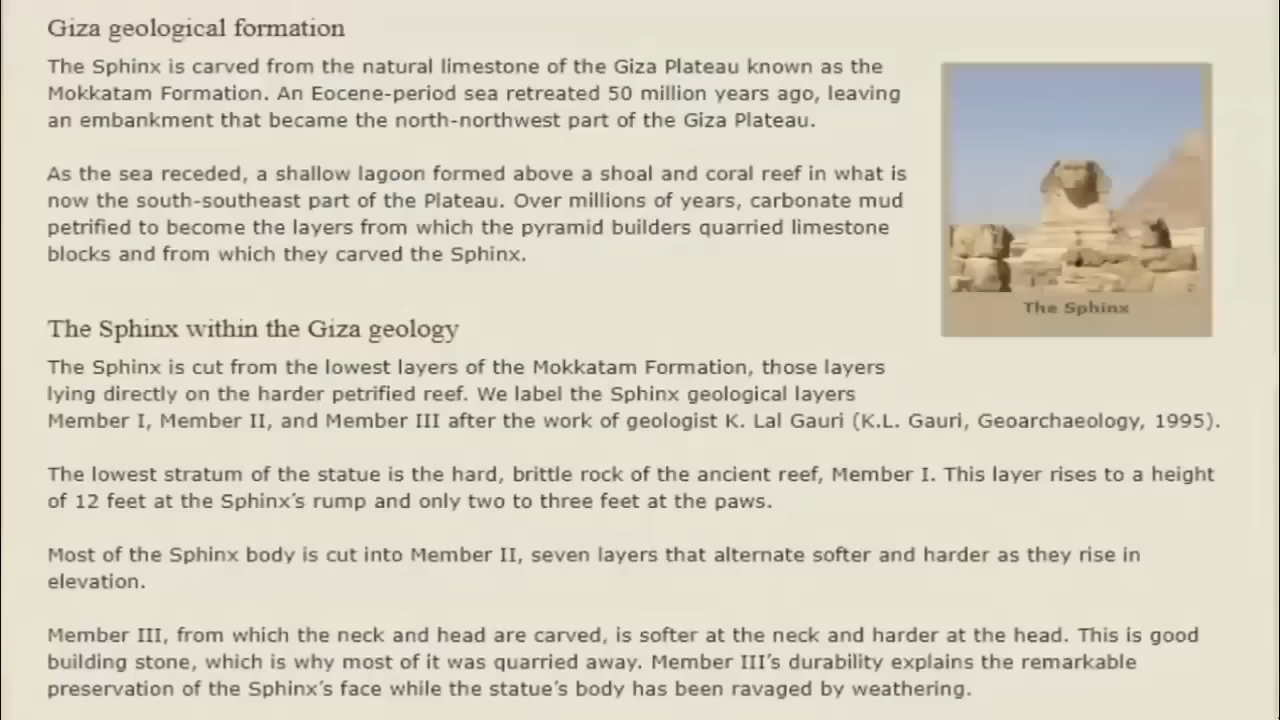 Giza geological formation
The Sphinx is carved from the natural limestone of the Giza Plateau known as the
Mokkatam Formation. An Eocene-period sea retreated 50 million years ago, leaving
an embankment that became the north-northwest part of the Giza Plateau.
As the sea receded, a shallow lagoon formed above a shoal and coral reef in what is
now the south-southeast part of the Plateau. Over millions of years, carbonate mud
petrified to become the layers from which the pyramid builders quarried limestone
blocks and from which they carved the Sphinx.
The Sphinx
The Sphinx within the Giza geology
The Sphinx is cut from the lowest layers of the Mokkatam Formation, those layers
lying directly on the harder petrified reef. We label the Sphinx geological layers
Member I, Member II, and Member III after the work of geologist K. Lal Gauri (K.L. Gauri, Geoarchaeology, 1995).
The lowest stratum of the statue is the hard, brittle rock of the ancient reef, Member I. This layer rises to a height
of 12 feet at the Sphinx’s rump and only two to three feet at the paws.
Most of the Sphinx body is cut into Member II, seven layers that alternate softer and harder as they rise in
elevation.
Member III, from which the neck and head are carved, is softer at the neck and harder at the head. This is good
building stone, which is why most of it was quarried away. Member III’s durability explains the remarkable
preservation of the Sphinx’s face while the statue’s body has been ravaged by weathering.